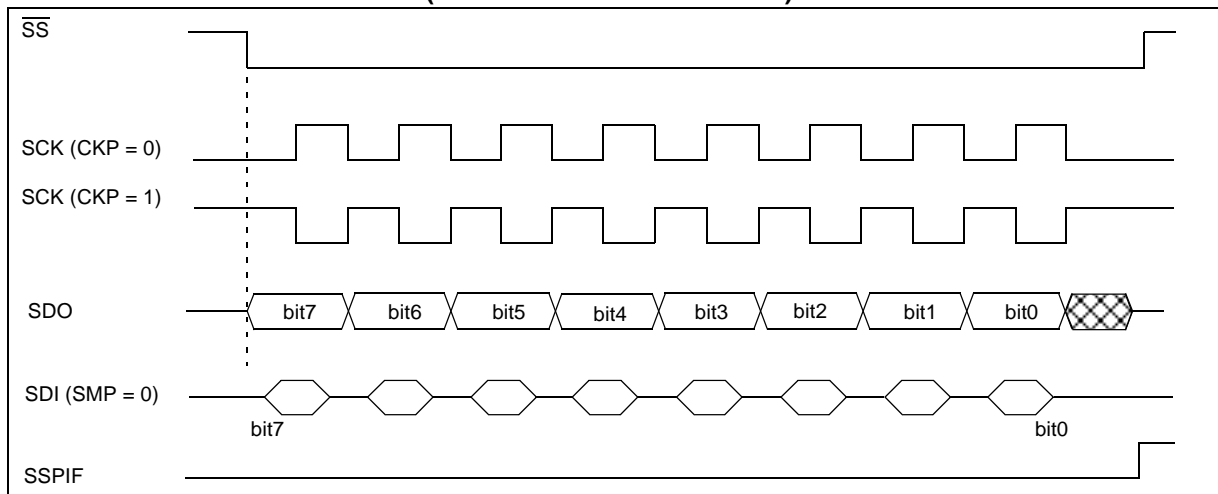 SS
SCK (CKP = 0)
SCK (CKP = 1)
SDO bit7 bit6 bit5 bit4 bit3 bit2 bit1 bit0
SDI (SMP = 0)
bit7 bit0
SSPIF